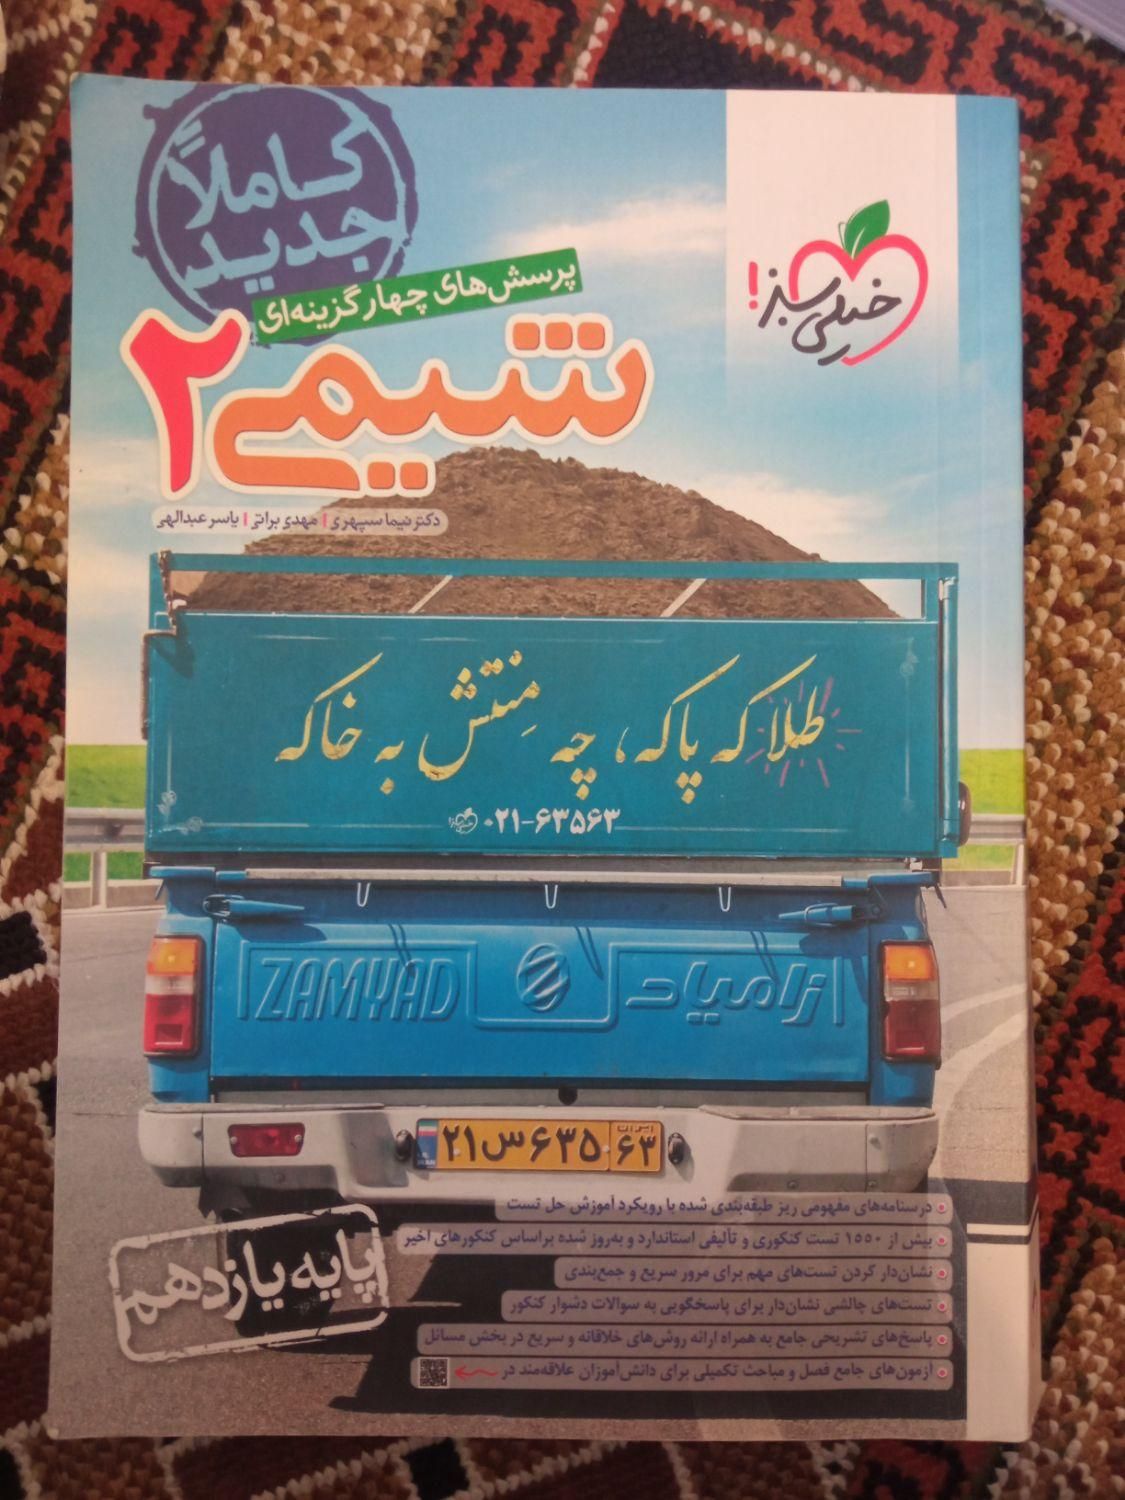 کاملاً
جدید
پرسش‌های چهارگزینه‌ای
شیمی ۲
خیلی سبز!
دکتر نیما سپهری | مهدی براتی | یاسر عبدالهی
طلا که پاکه، چه مِنتش به خاکه
۰۲۱-۶۳۵۶۳
ZAMYAD زامیاد
۲۱ س ۶۳۵ ایران ۶۳
درسنامه‌های مفهومی ریز طبقه‌بندی شده با رویکرد آموزش حل تست
بیش از ۱۵۵۰ تست کنکوری و تألیفی استاندارد و به‌روز شده براساس کنکورهای اخیر
نشان‌دار کردن تست‌های مهم برای مرور سریع و جمع‌بندی
تست‌های چالشی نشان‌دار برای پاسخگویی به سوالات دشوار کنکور
پاسخ‌های تشریحی جامع به همراه ارائه روش‌های خلاقانه و سریع در بخش مسائل
آزمون‌های جامع فصل و مباحث تکمیلی برای دانش‌آموزان علاقه‌مند در
پایه یازدهم